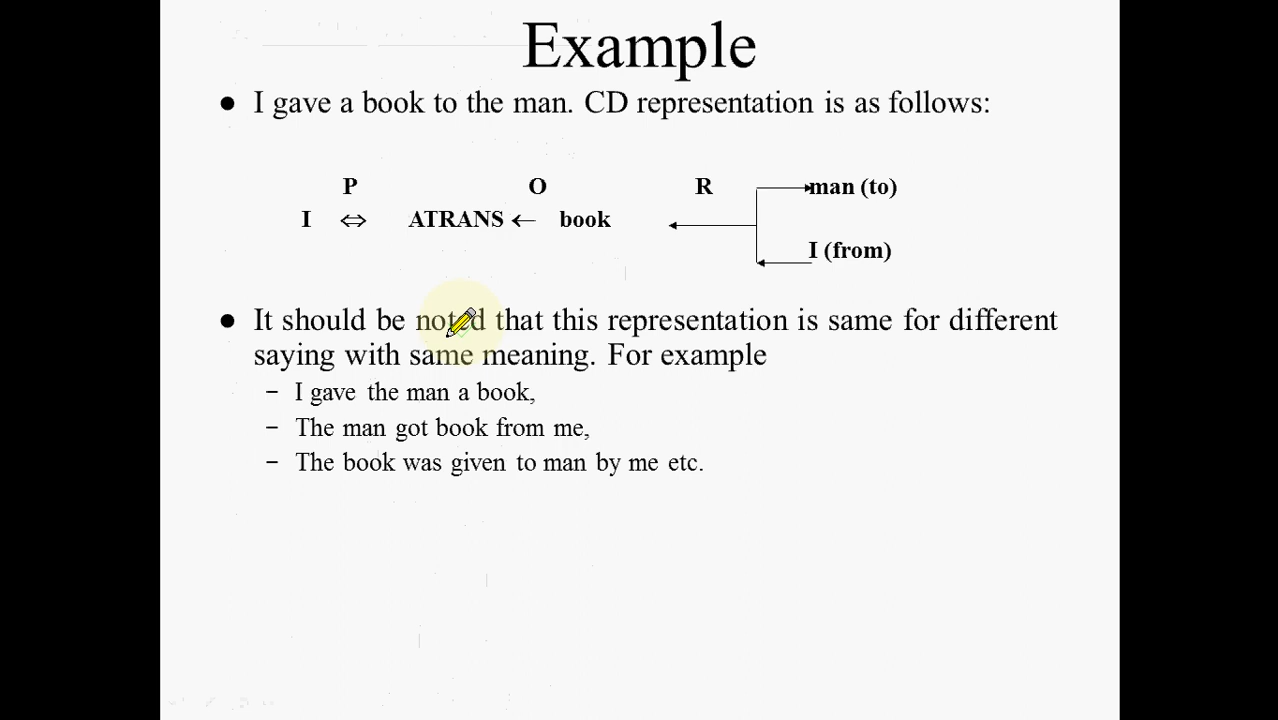 Example
● I gave a book to the man. CD representation is as follows:
P O R man (to)
I ⇔ ATRANS ← book
I (from)
● It should be noted that this representation is same for different
saying with same meaning. For example
– I gave the man a book,
– The man got book from me,
– The book was given to man by me etc.